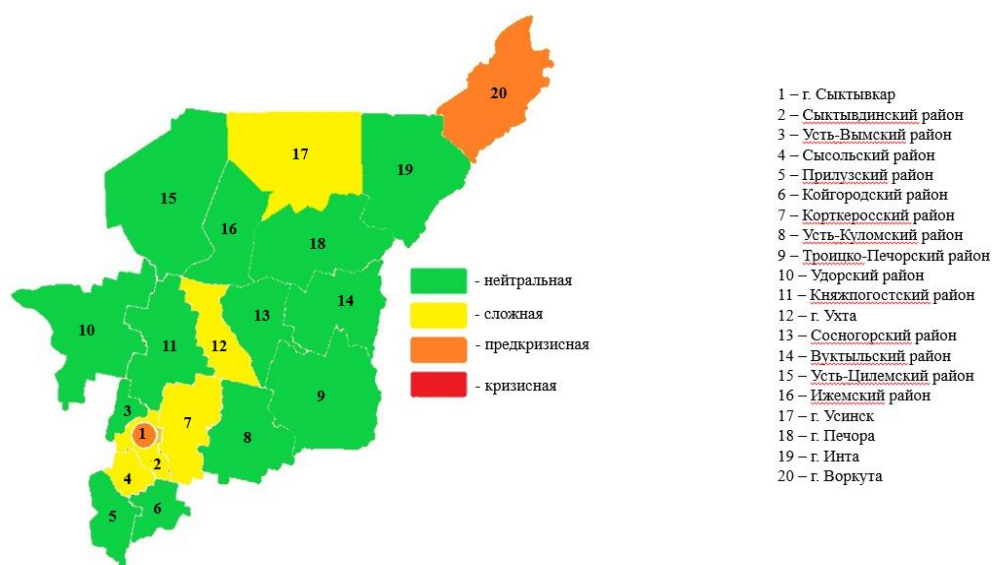 20
17
19
15
16
18
14
13
10
12
11
9
3
7
1
8
2
4
6
5
- нейтральная
- сложная
- предкризисная
- кризисная
1 – г. Сыктывкар
2 – Сыктывдинский район
3 – Усть-Вымский район
4 – Сысольский район
5 – Прилузский район
6 – Койгородский район
7 – Корткеросский район
8 – Усть-Куломский район
9 – Троицко-Печорский район
10 – Удорский район
11 – Княжпогостский район
12 – г. Ухта
13 – Сосногорский район
14 – Вуктыльский район
15 – Усть-Цилемский район
16 – Ижемский район
17 – г. Усинск
18 – г. Печора
19 – г. Инта
20 – г. Воркута